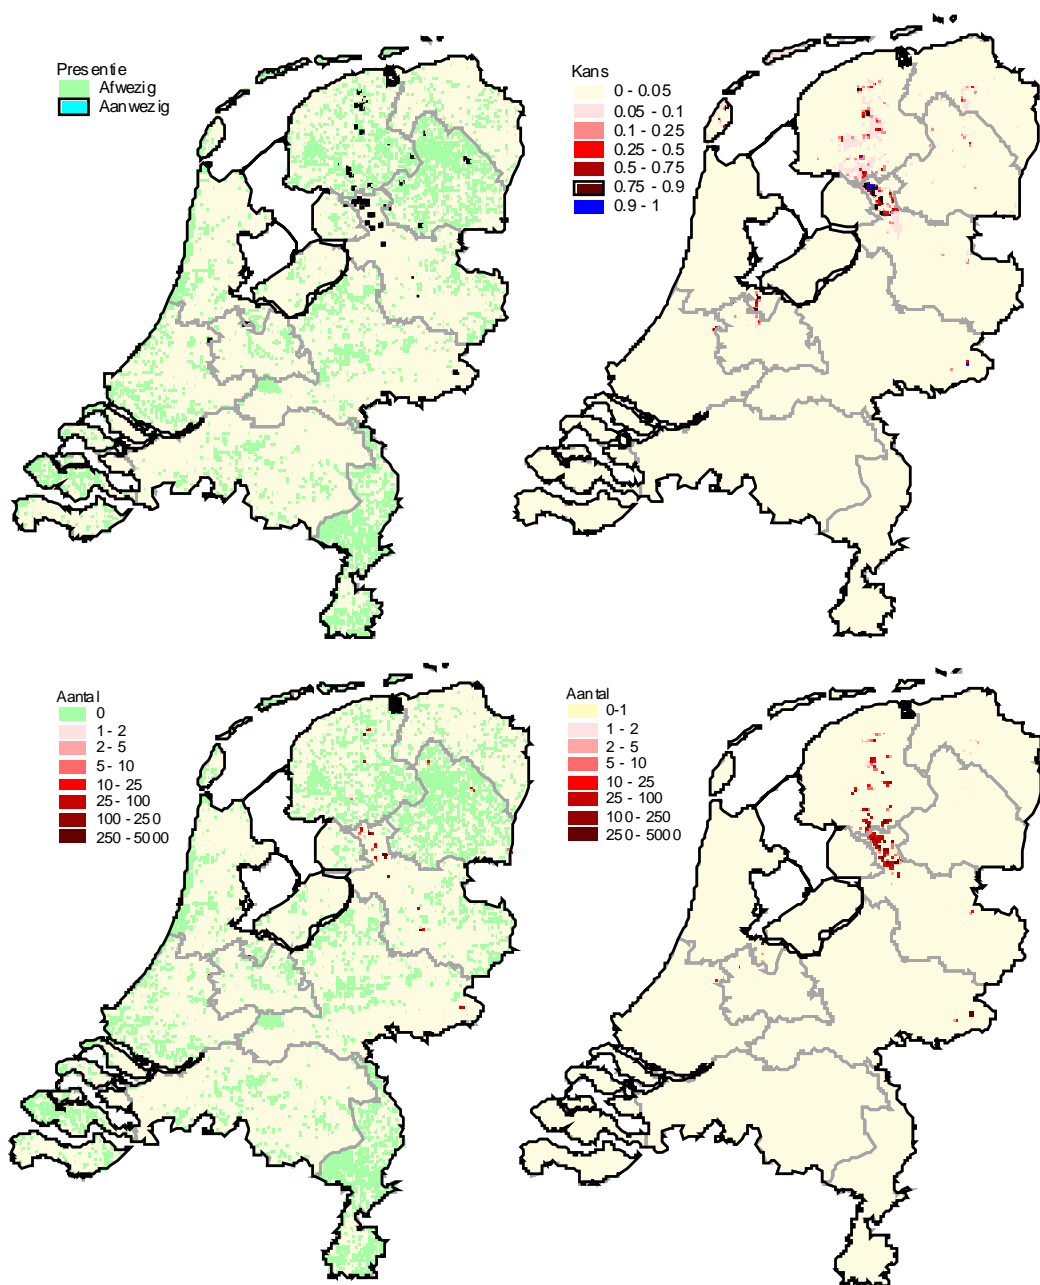 Presentie
Afwezig
Aanwezig
Kans
0 - 0.05
0.05 - 0.1
0.1 - 0.25
0.25 - 0.5
0.5 - 0.75
0.75 - 0.9
0.9 - 1
Aantal
0
1 - 2
2 - 5
5 - 10
10 - 25
25 - 100
100 - 250
250 - 5000
Aantal
0-1
1 - 2
2 - 5
5 - 10
10 - 25
25 - 100
100 - 250
250 - 5000